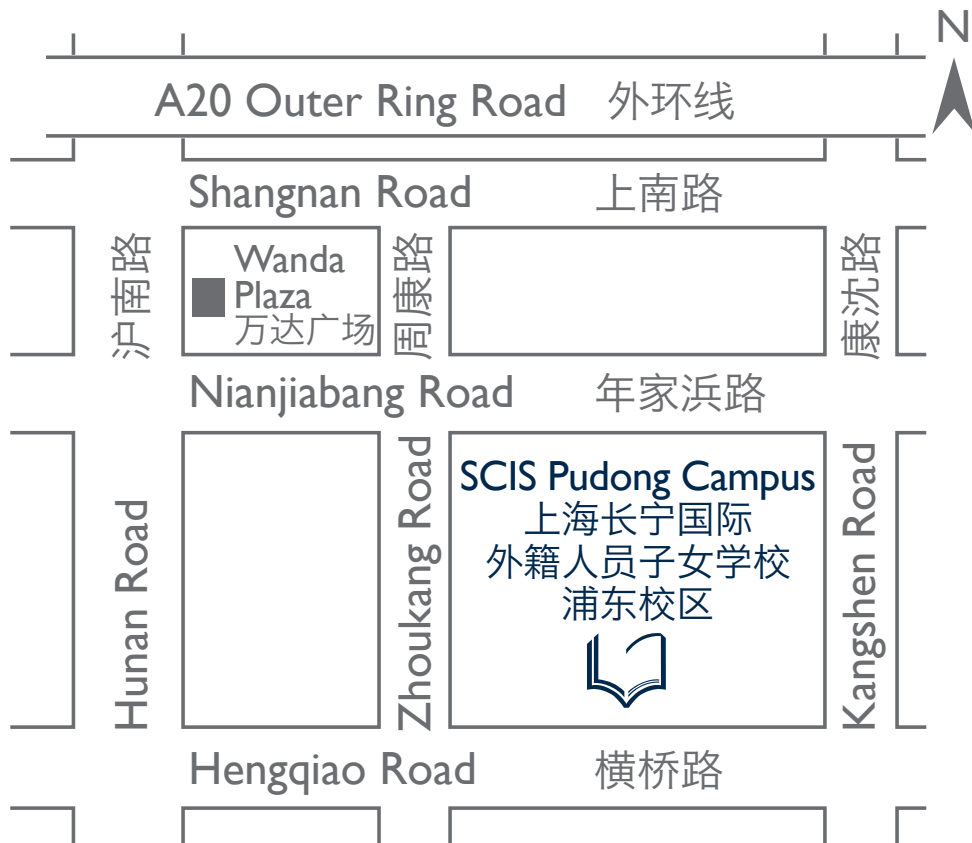 N
A20 Outer Ring Road 外环线
Shangnan Road 上南路
沪南路
Wanda
Plaza
万达广场
周康路
康沈路
Nianjiabang Road 年家浜路
Hunan Road
Zhoukang Road
SCIS Pudong Campus
上海长宁国际
外籍人员子女学校
浦东校区
Kangshen Road
Hengqiao Road 横桥路